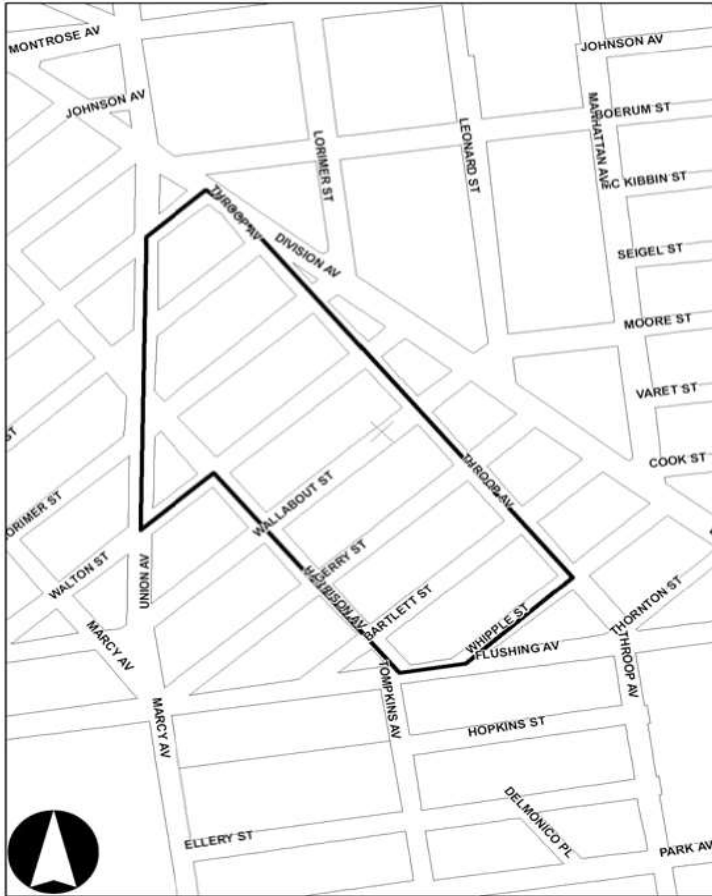 MONTROSE AV
JOHNSON AV
JOHNSON AV
BOERUM ST
LORIMER ST
LEONARD ST
MANHATTAN AV
MC KIBBIN ST
THROOP AV
DIVISION AV
SEIGEL ST
MOORE ST
VARET ST
COOK ST
ST
LORIMER ST
WALTON ST
UNION AV
MARCY AV
MARCY AV
WALLABOUT ST
GERRY ST
HARRISON AV
BARTLETT ST
WHIPPLE ST
THROOP AV
FLUSHING AV
THORNTON ST
THROOP AV
TOMPKINS AV
HOPKINS ST
DELMONICO PL
ELLERY ST
PARK AV